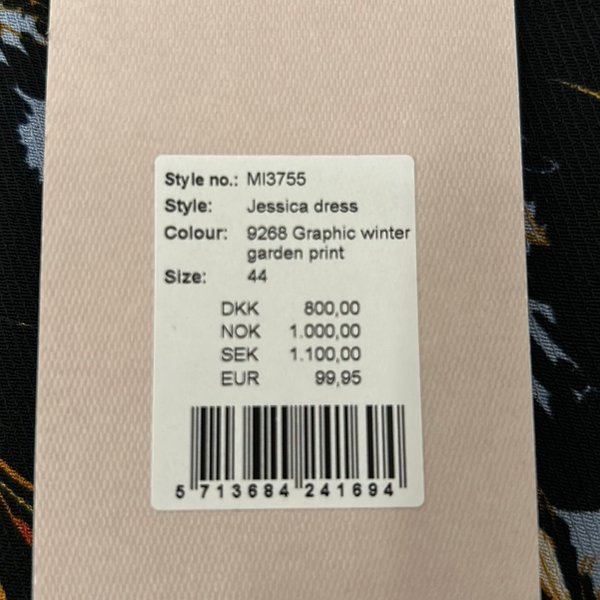 Style no.: MI3755
Style: Jessica dress
Colour: 9268 Graphic winter
garden print
Size: 44
DKK 800,00
NOK 1.000,00
SEK 1.100,00
EUR 99,95
5 713684 241694